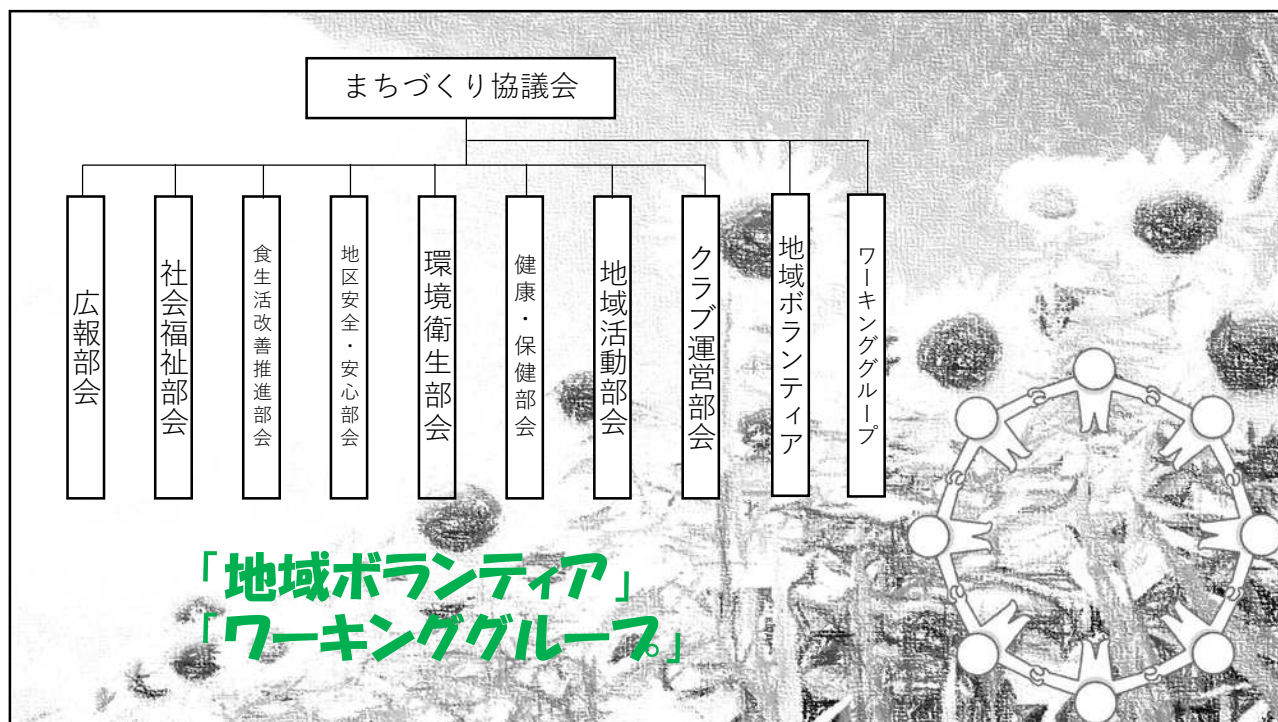 まちづくり協議会
広報部会
社会福祉部会
食生活改善推進部会
地区安全・安心部会
環境衛生部会
健康・保健部会
地域活動部会
クラブ運営部会
地域ボランティア
ワーキンググループ
「地域ボランティア」
「ワーキンググループ」